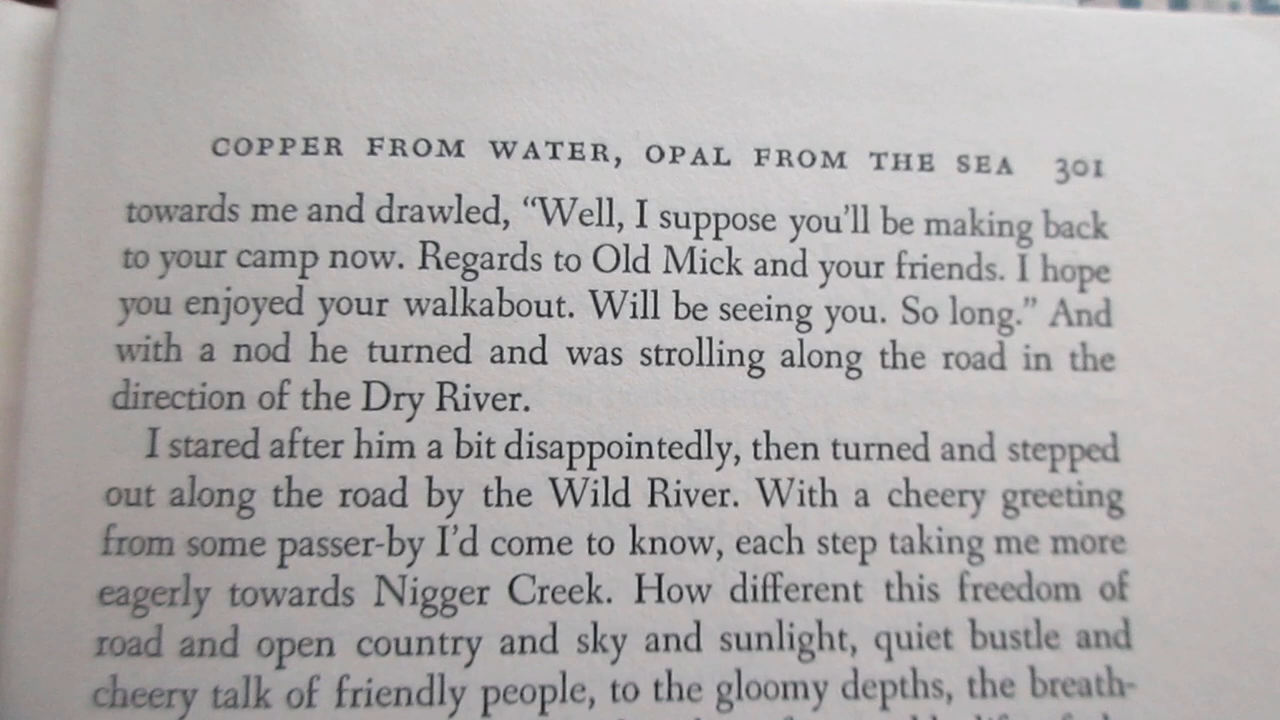 COPPER FROM WATER, OPAL FROM THE SEA 301
towards me and drawled, “Well, I suppose you’ll be making back
to your camp now. Regards to Old Mick and your friends. I hope
you enjoyed your walkabout. Will be seeing you. So long.” And
with a nod he turned and was strolling along the road in the
direction of the Dry River.
I stared after him a bit disappointedly, then turned and stepped
out along the road by the Wild River. With a cheery greeting
from some passer-by I’d come to know, each step taking me more
eagerly towards Nigger Creek. How different this freedom of
road and open country and sky and sunlight, quiet bustle and
cheery talk of friendly people, to the gloomy depths, the breath-